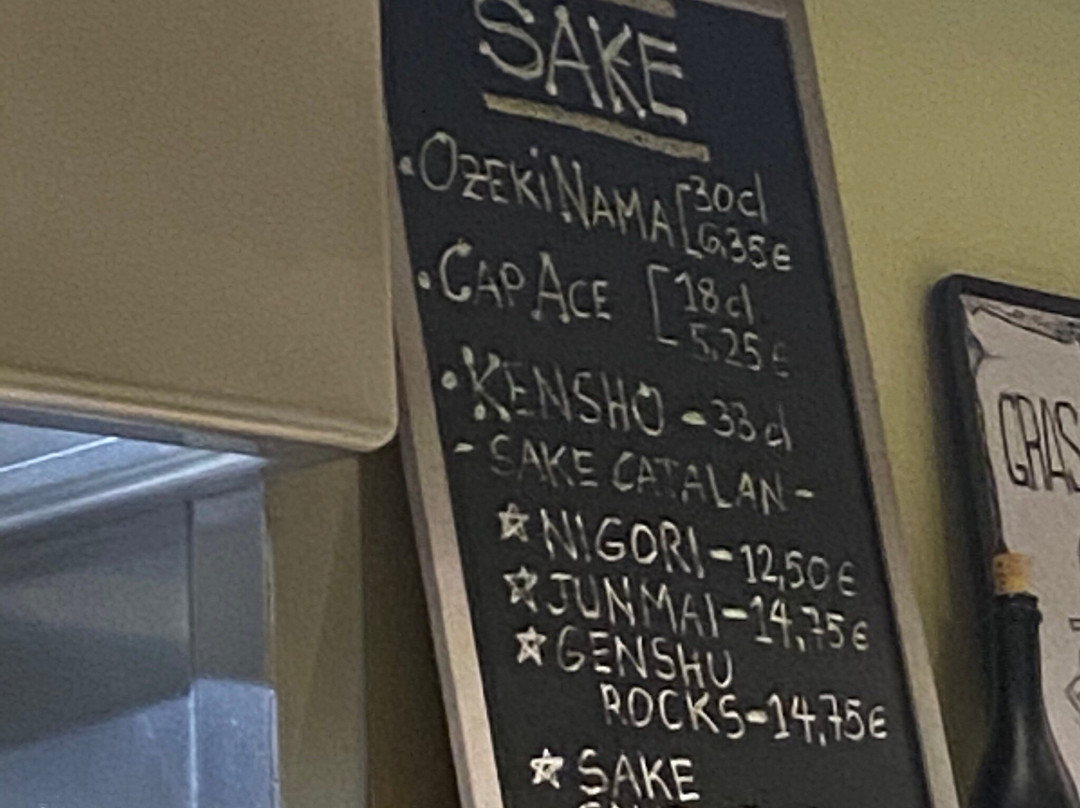 SAKE
•OZEKI NAMA [30cl
[6,35€
•CAP ACE [18cl
5,25€
•KENSHO -33cl
- SAKE CATALAN-
☆NIGORI-12,50€
☆JUNMAI-14,75€
☆GENSHU
ROCKS-14,75€
☆SAKE